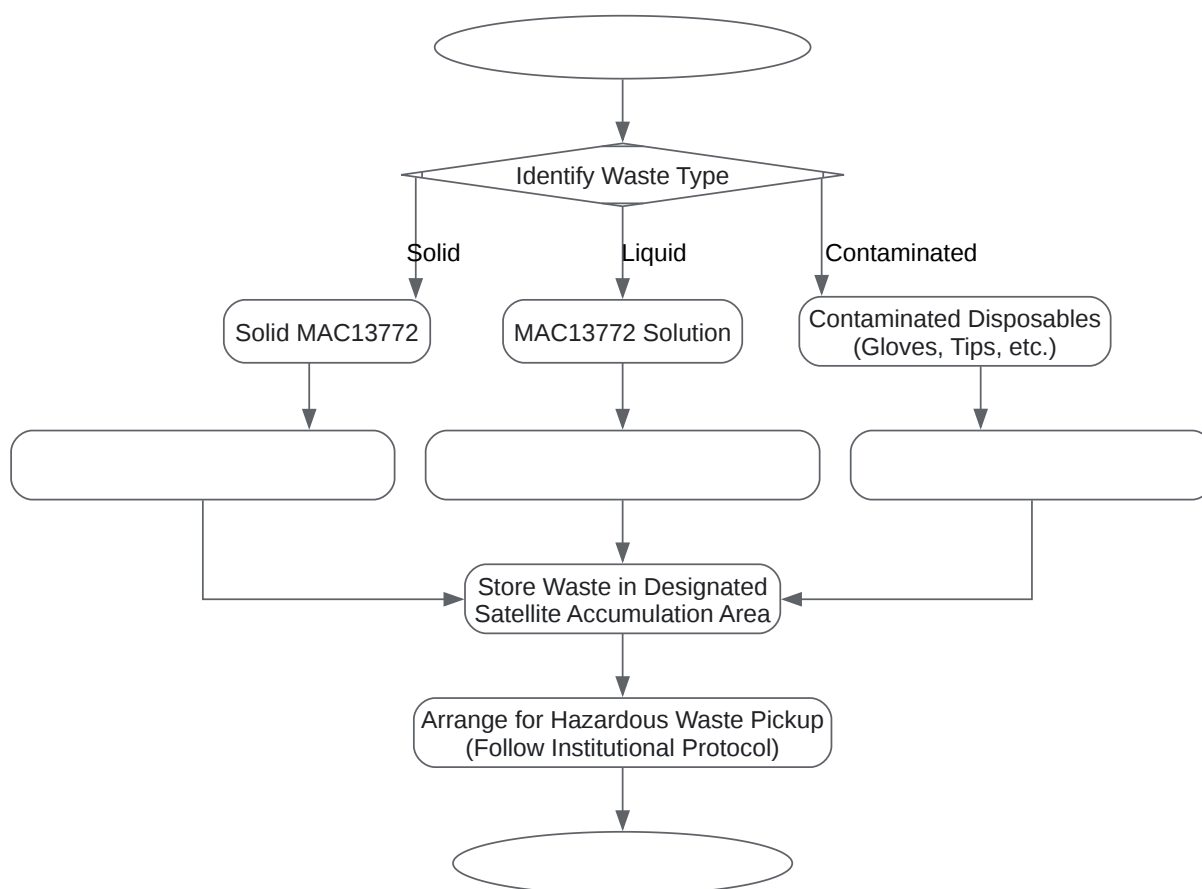 Identify Waste Type
Solid
Liquid
Contaminated
Solid MAC13772
MAC13772 Solution
Contaminated Disposables
(Gloves, Tips, etc.)
Store Waste in Designated
Satellite Accumulation Area
Arrange for Hazardous Waste Pickup
(Follow Institutional Protocol)